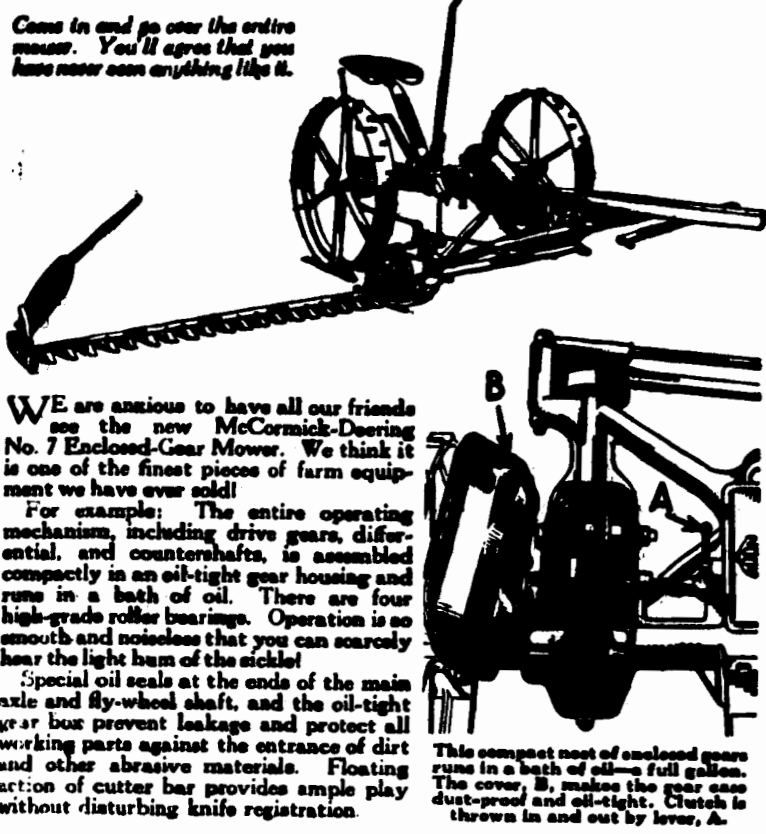 Come in and go over the entire
mower. You'll agree that you
have never seen anything like it.
B
A
WE are anxious to have all our friends
see the new McCormick-Deering
No. 7 Enclosed-Gear Mower. We think it
is one of the finest pieces of farm equip-
ment we have ever sold!
For example: The entire operating
mechanism, including drive gears, differ-
ential, and countershafts, is assembled
compactly in an oil-tight gear housing and
runs in a bath of oil. There are four
high-grade roller bearings. Operation is so
smooth and noiseless that you can scarcely
hear the light hum of the sickle!
Special oil seals at the ends of the main
axle and fly-wheel shaft, and the oil-tight
gear box prevent leakage and protect all
working parts against the entrance of dirt
and other abrasive materials. Floating
action of cutter bar provides ample play
without disturbing knife registration.
This compact nest of enclosed gears
runs in a bath of oil—a full gallon.
The cover, B, makes the gear case
dust-proof and oil-tight. Clutch is
thrown in and out by lever, A.